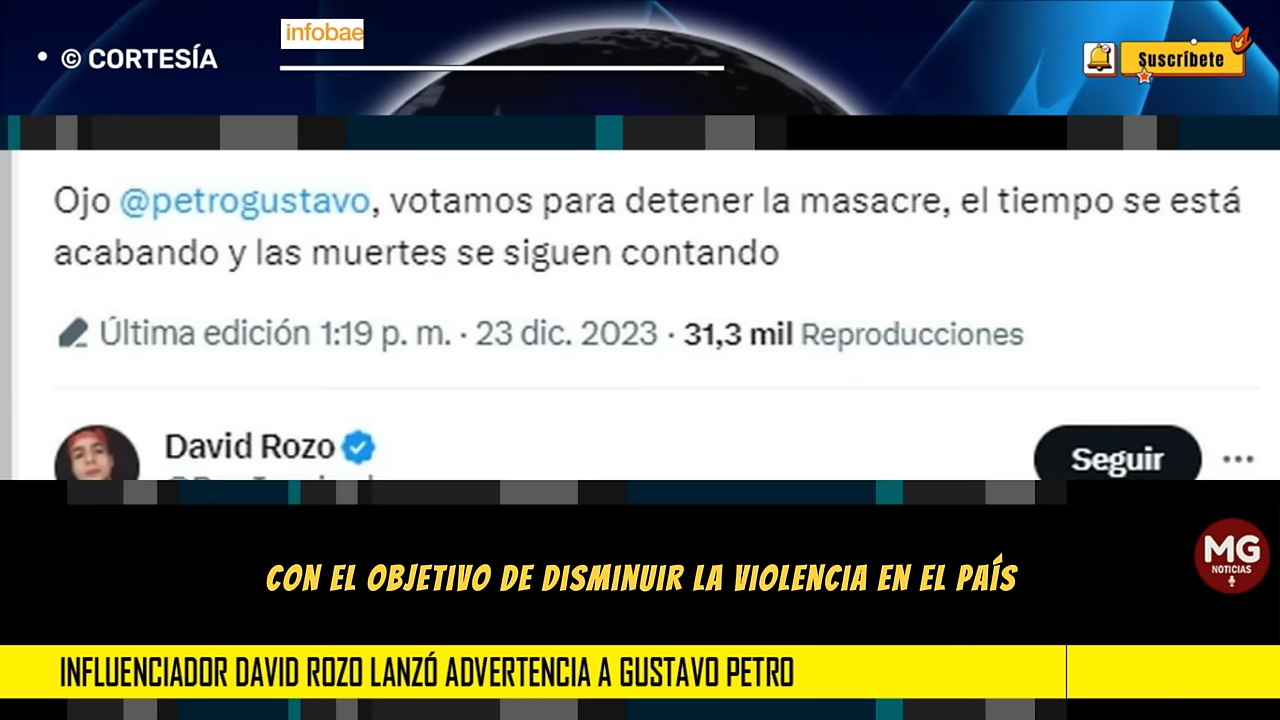 © CORTESÍA
infobae
Suscríbete
Ojo @petrogustavo, votamos para detener la masacre, el tiempo se está
acabando y las muertes se siguen contando
Última edición 1:19 p. m. · 23 dic. 2023 · 31,3 mil Reproducciones
David Rozo
Seguir
MG
NOTICIAS
CON EL OBJETIVO DE DISMINUIR LA VIOLENCIA EN EL PAÍS
INFLUENCIADOR DAVID ROZO LANZÓ ADVERTENCIA A GUSTAVO PETRO